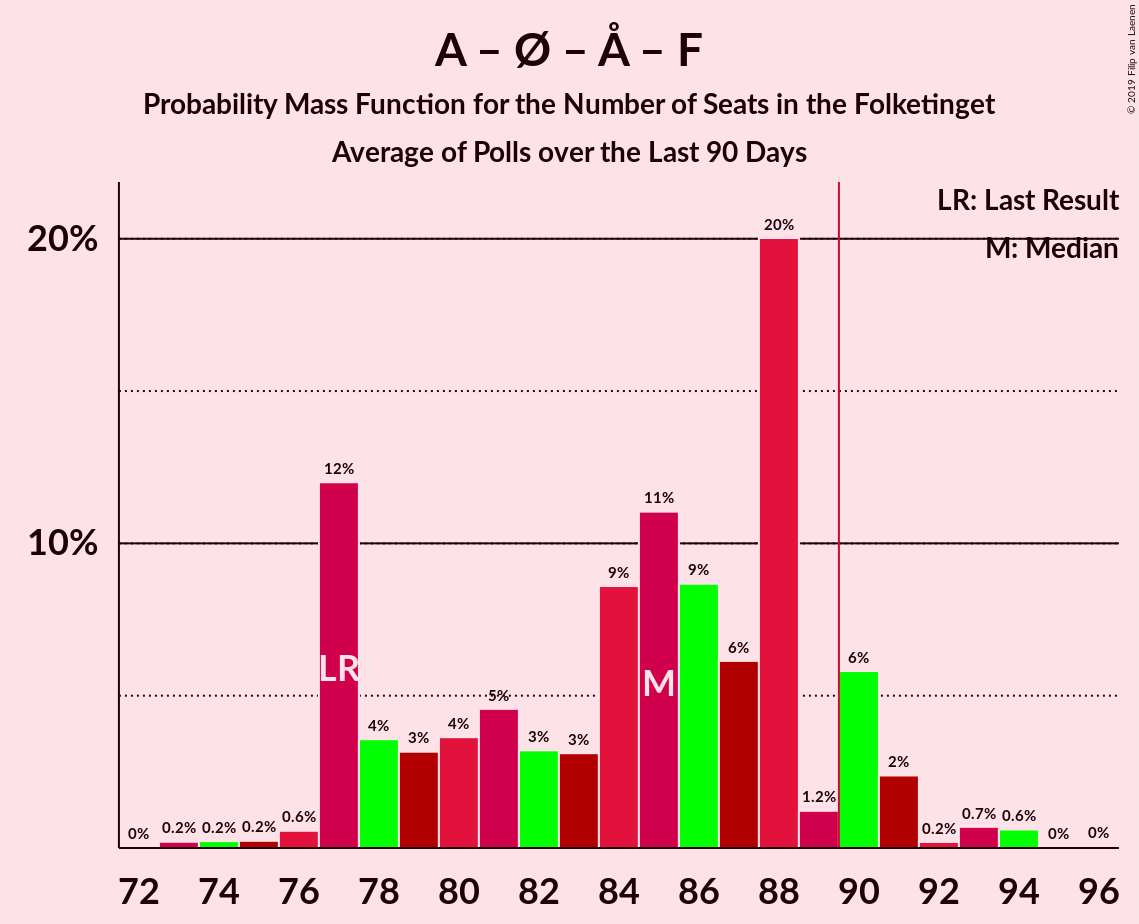 A – Ø – Å – F
Probability Mass Function for the Number of Seats in the Folketinget
Average of Polls over the Last 90 Days
© 2019 Filip van Laenen
LR: Last Result
M: Median
20%
10%
0% 0.2% 0.2% 0.2% 0.6% 12% 4% 3% 4% 5% 3% 3% 9% 11% 9% 6% 20% 1.2% 6% 2% 0.2% 0.7% 0.6% 0% 0%
LR M
72 74 76 78 80 82 84 86 88 90 92 94 96